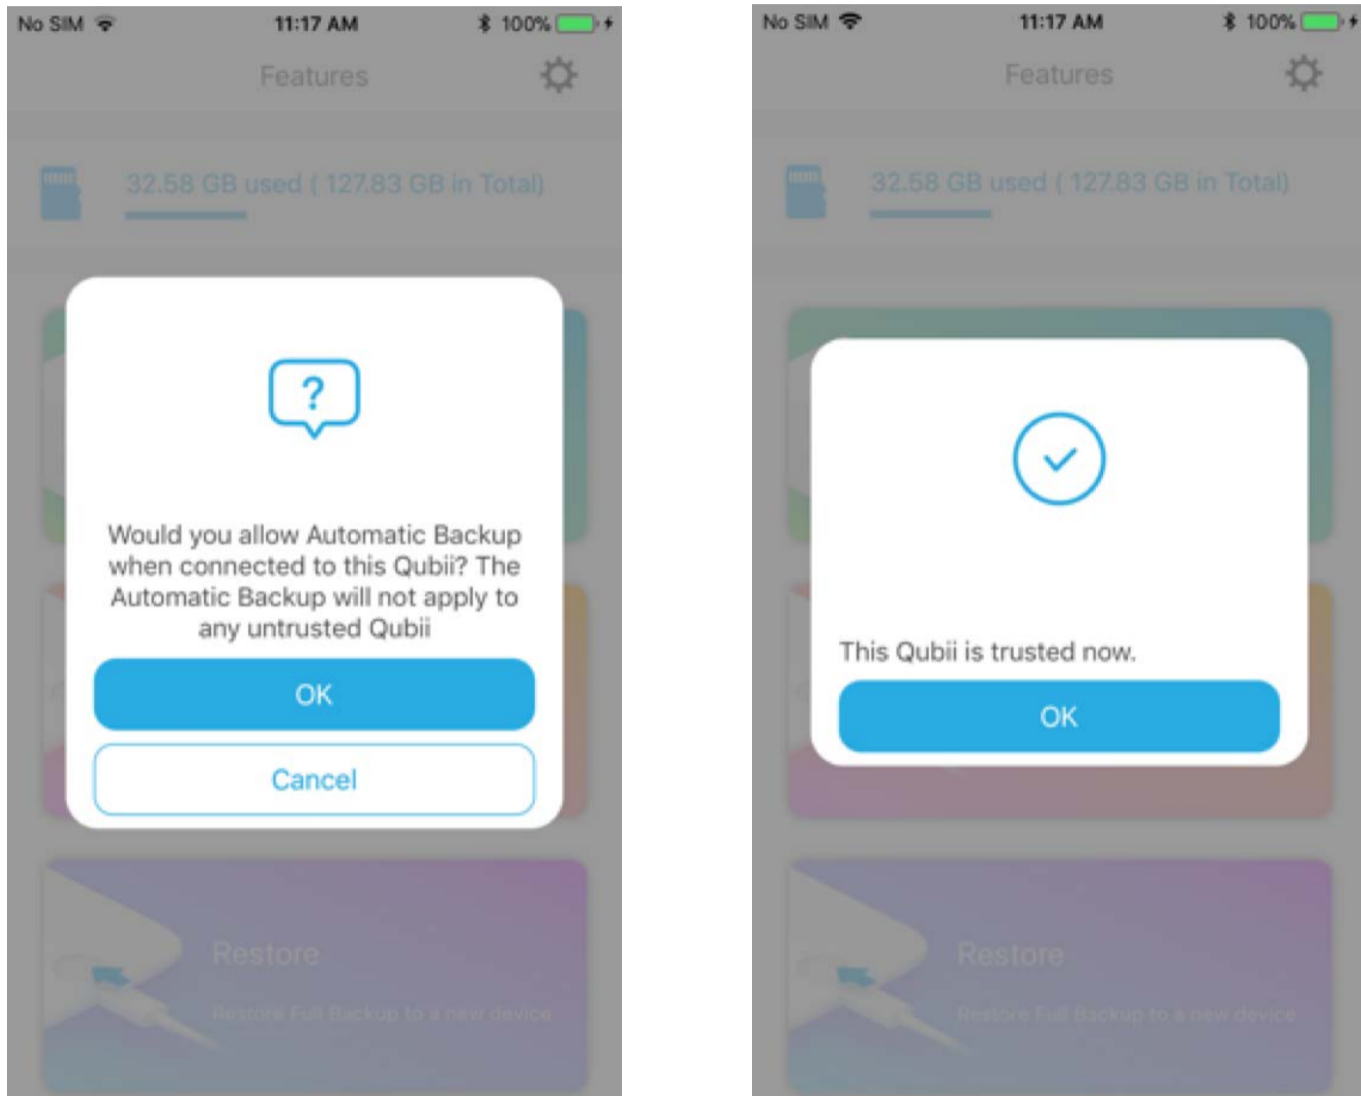 No SIM 11:17 AM 100%
Features
32.58 GB used ( 127.83 GB in Total)
?
Would you allow Automatic Backup
when connected to this Qubii? The
Automatic Backup will not apply to
any untrusted Qubii
OK
Cancel
Restore
Restore Full Backup to a new device
No SIM 11:17 AM 100%
Features
32.58 GB used ( 127.83 GB in Total)
This Qubii is trusted now.
OK
Restore
Restore Full Backup to a new device